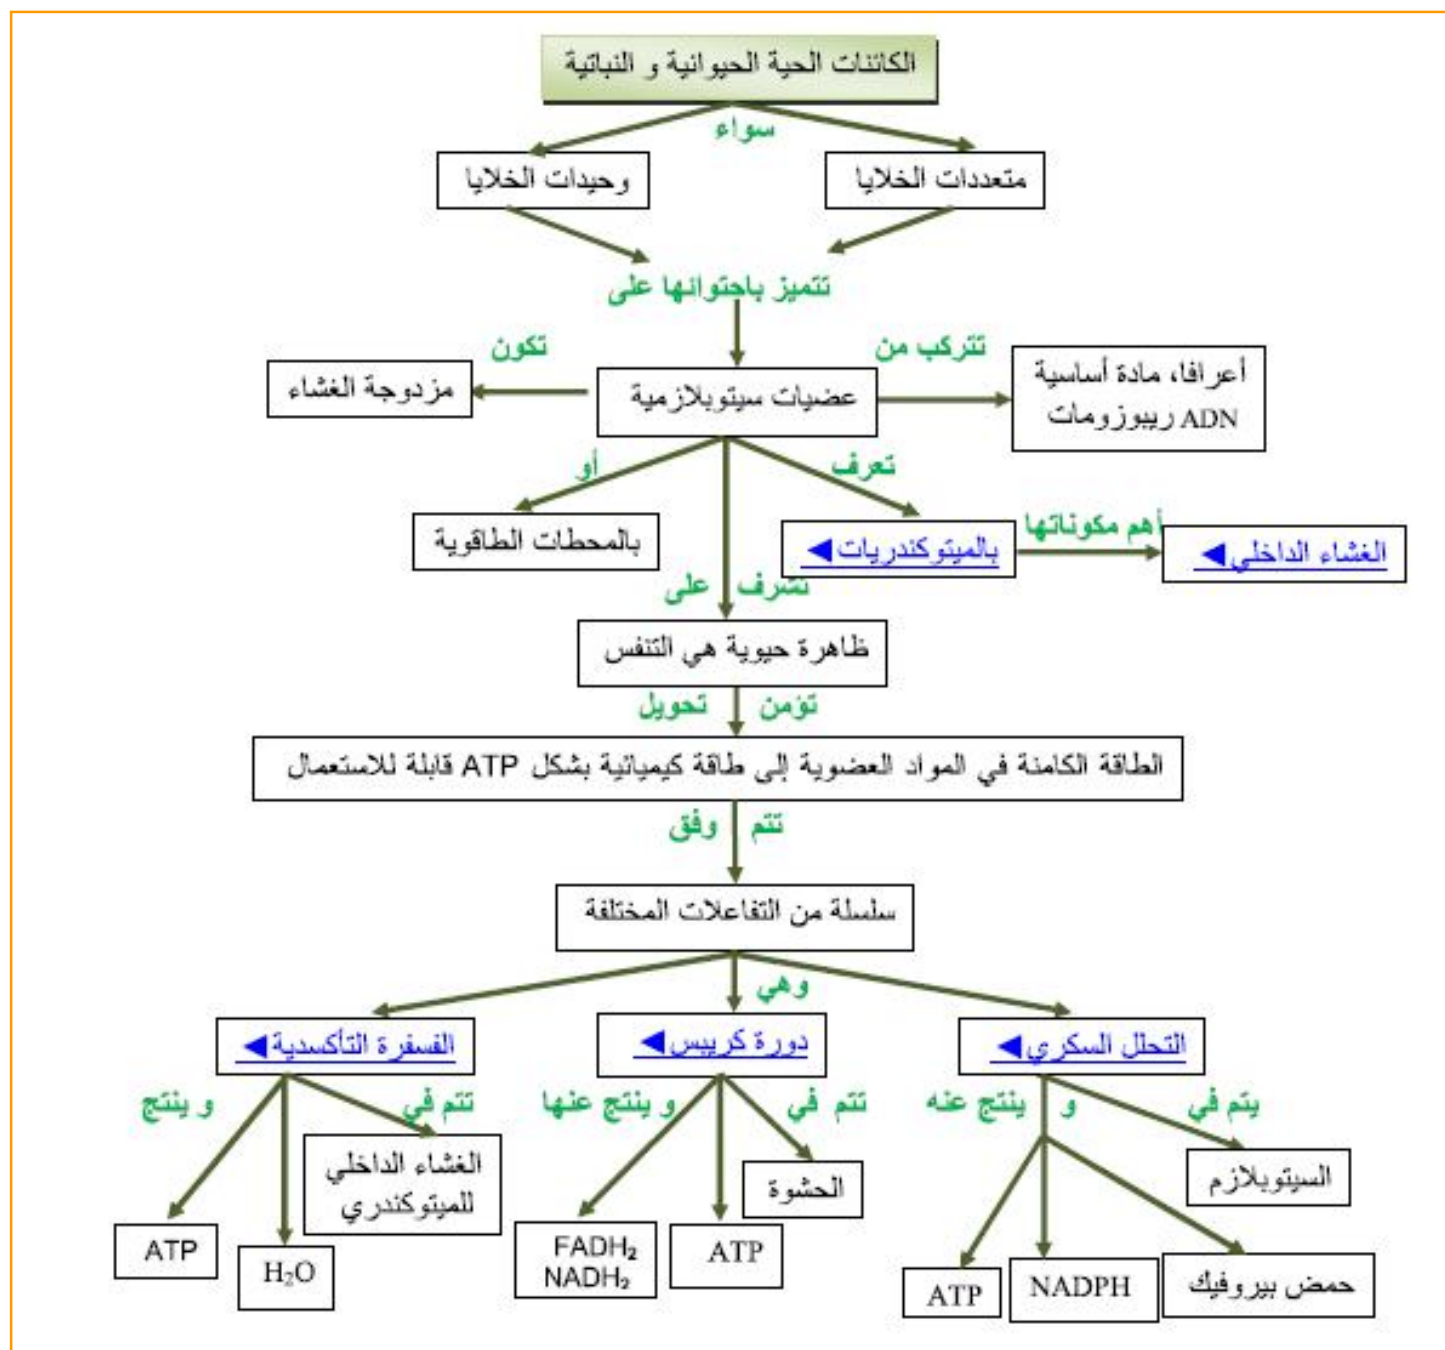 الكائنات الحية الحيوانية و النباتية
سواء
متعددات الخلايا
وحيدات الخلايا
تتميز باحتوائها على
تتركب من
تكون
أعرافا، مادة أساسية
ADN ريبوزومات
عضيات سيتوبلازمية
مزدوجة الغشاء
تعرف
أو
أهم مكوناتها
الغشاء الداخلي◄
بالميتوكندريات◄
بالمحطات الطاقوية
تشرف على
ظاهرة حيوية هي التنفس
تؤمن تحويل
الطاقة الكامنة في المواد العضوية إلى طاقة كيميائية بشكل ATP قابلة للاستعمال
تتم وفق
سلسلة من التفاعلات المختلفة
وهي
التحلل السكري◄
دورة كريبس◄
الفسفرة التأكسدية◄
يتم في
و ينتج عنه
تتم في
و ينتج عنها
تتم في
و ينتج
السيتوبلازم
الحشوة
الغشاء الداخلي
للميتوكندري
حمض بيروفيك
NADPH
ATP
ATP
FADH₂
NADH₂
H₂O
ATP